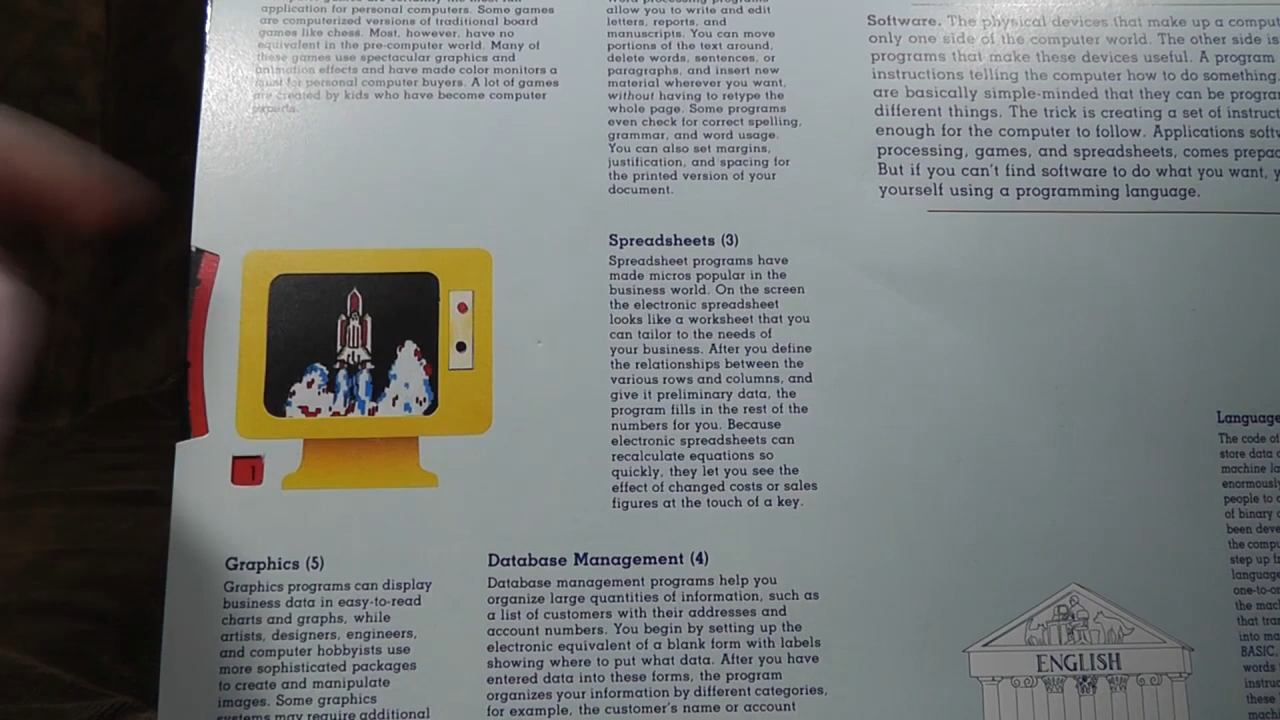 application for personal computers. Some games
are computerized versions of traditional board
games like chess. Most, however, have no
equivalent in the pre-computer world. Many of
these games use spectacular graphics and
animation effects and have made color monitors a
must for personal computer buyers. A lot of games
are created by kids who have become computer
experts.
allow you to write and edit
letters, reports, and
manuscripts. You can move
portions of the text around,
delete words, sentences, or
paragraphs, and insert new
material wherever you want,
without having to retype the
whole page. Some programs
even check for correct spelling,
grammar, and word usage.
You can also set margins,
justification, and spacing for
the printed version of your
document.
Spreadsheets (3)
Spreadsheet programs have
made micros popular in the
business world. On the screen
the electronic spreadsheet
looks like a worksheet that you
can tailor to the needs of
your business. After you define
the relationships between the
various rows and columns, and
give it preliminary data, the
program fills in the rest of the
numbers for you. Because
electronic spreadsheets can
recalculate equations so
quickly, they let you see the
effect of changed costs or sales
figures at the touch of a key.
1
Graphics (5)
Graphics programs can display
business data in easy-to-read
charts and graphs, while
artists, designers, engineers,
and computer hobbyists use
more sophisticated packages
to create and manipulate
images. Some graphics
systems may require additional
Database Management (4)
Database management programs help you
organize large quantities of information, such as
a list of customers with their addresses and
account numbers. You begin by setting up the
electronic equivalent of a blank form with labels
showing where to put what data. After you have
entered data into these forms, the program
organizes your information by different categories,
for example, the customer's name or account
Software. The physical devices that make up a comput
only one side of the computer world. The other side is
programs that make these devices useful. A program
instructions telling the computer how to do something.
are basically simple-minded that they can be progra
different things. The trick is creating a set of instruct
enough for the computer to follow. Applications softw
processing, games, and spreadsheets, comes prepac
But if you can't find software to do what you want, y
yourself using a programming language.
ENGLISH
Language
The code of
store data
machine la
enormously
people to
of binary
been deve
the compu
step up fr
language
one-to-o
the mac
that tran
into ma
BASIC,
words
instruc
these
mach